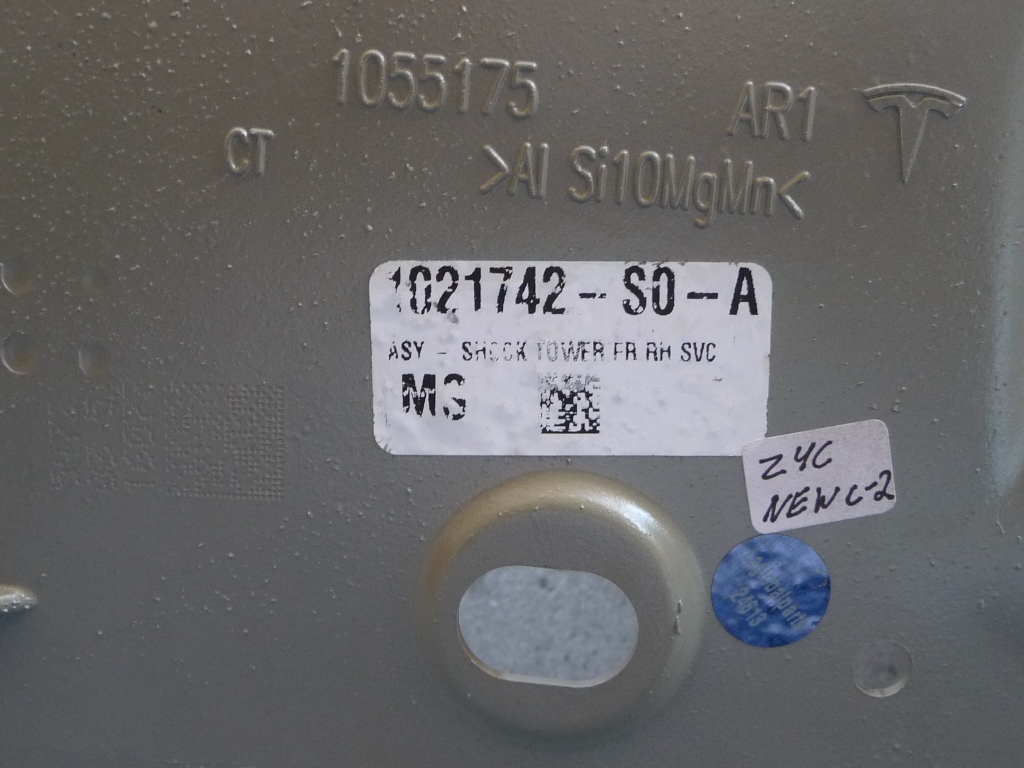 1055175
AR1
CT
>Al Si10MgMn<
1021742-S0-A
ASY - SHOCK TOWER FR RH SVC
MS
Z4C
NEW C-2